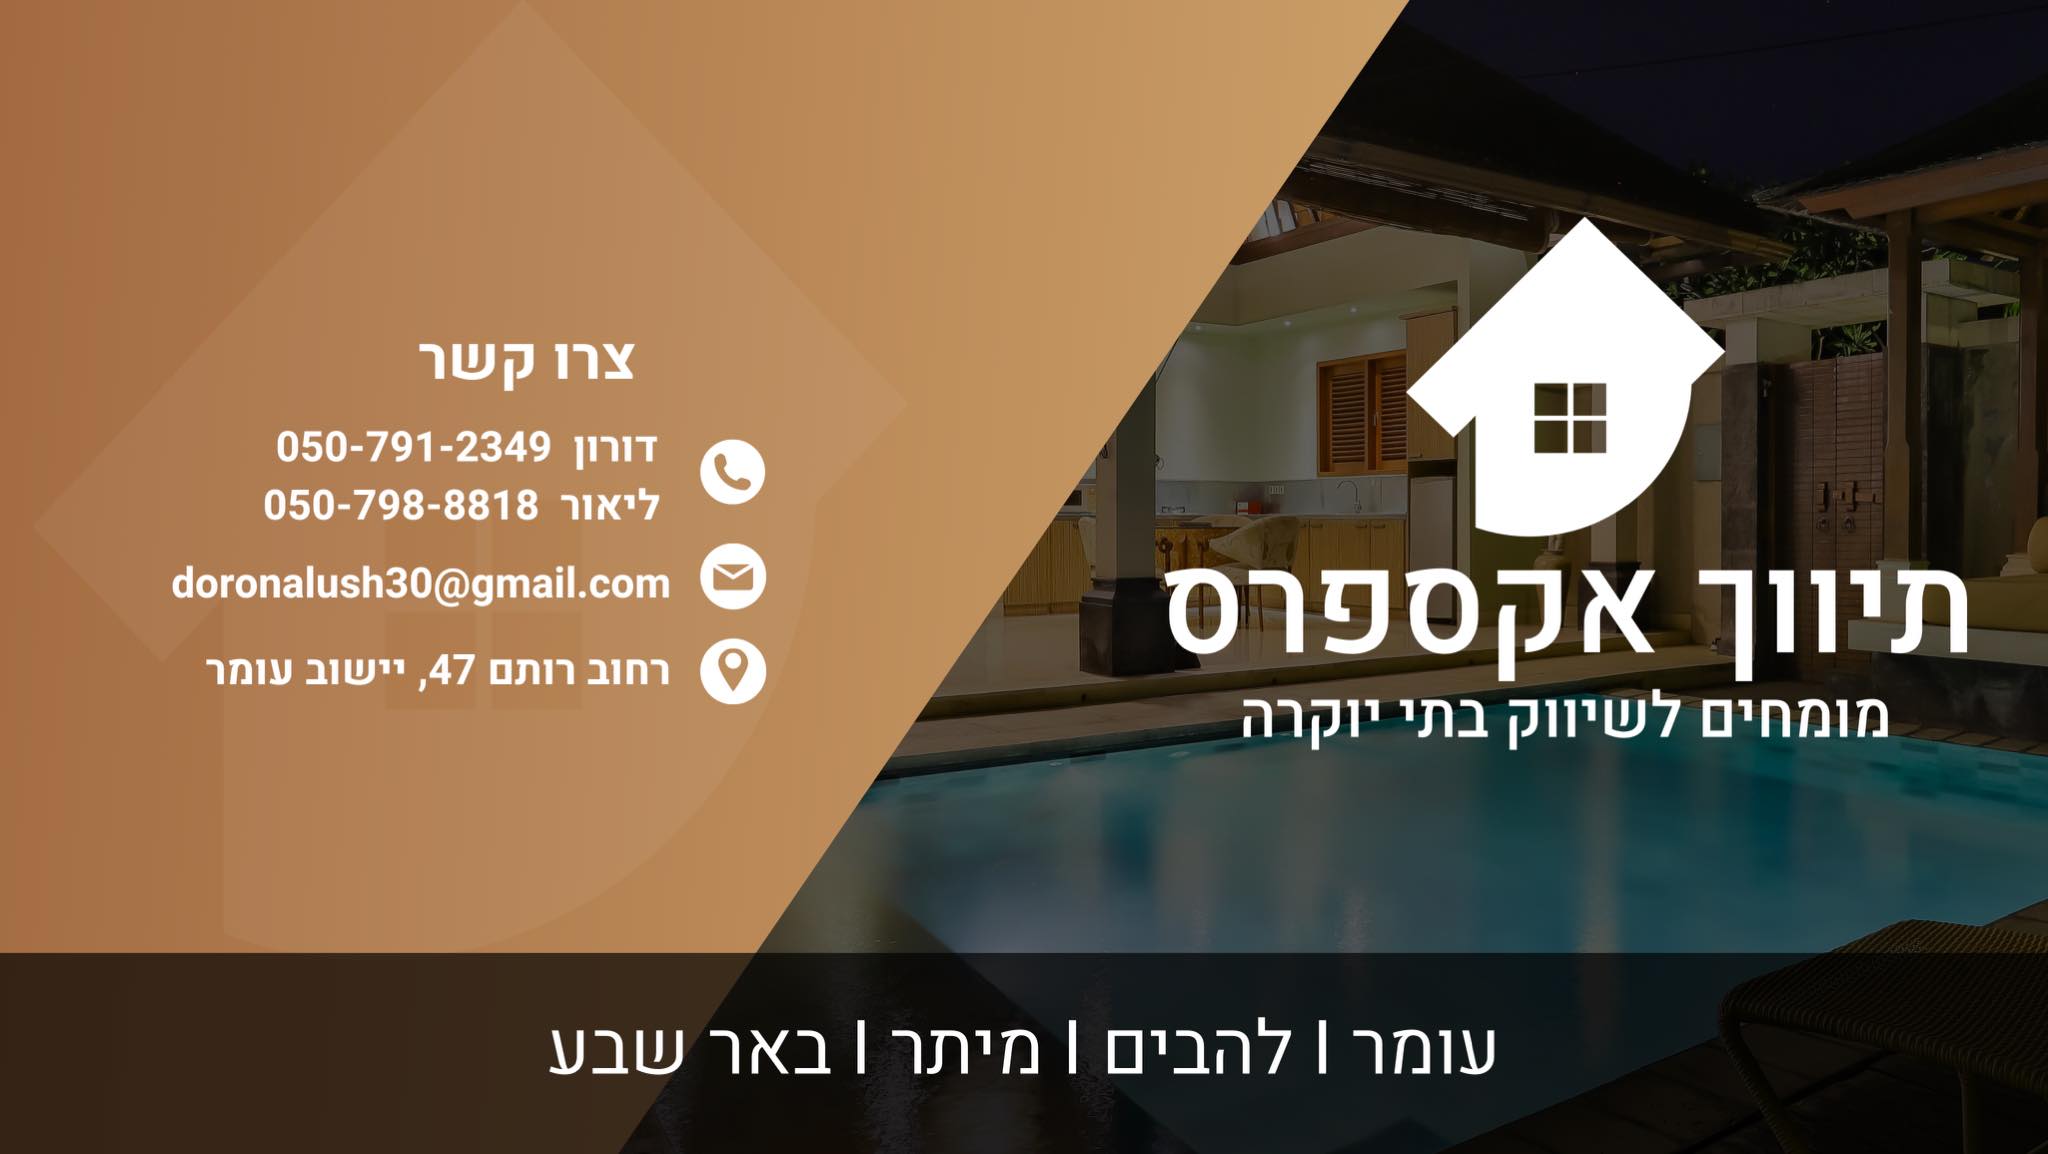 תיווך אקספרס
מומחים לשיווק בתי יוקרה
צרו קשר
דורון 050-791-2349
ליאור 050-798-8818
doronalush30@gmail.com
רחוב רותם 47, יישוב עומר
עומר | להבים | מיתר | באר שבע